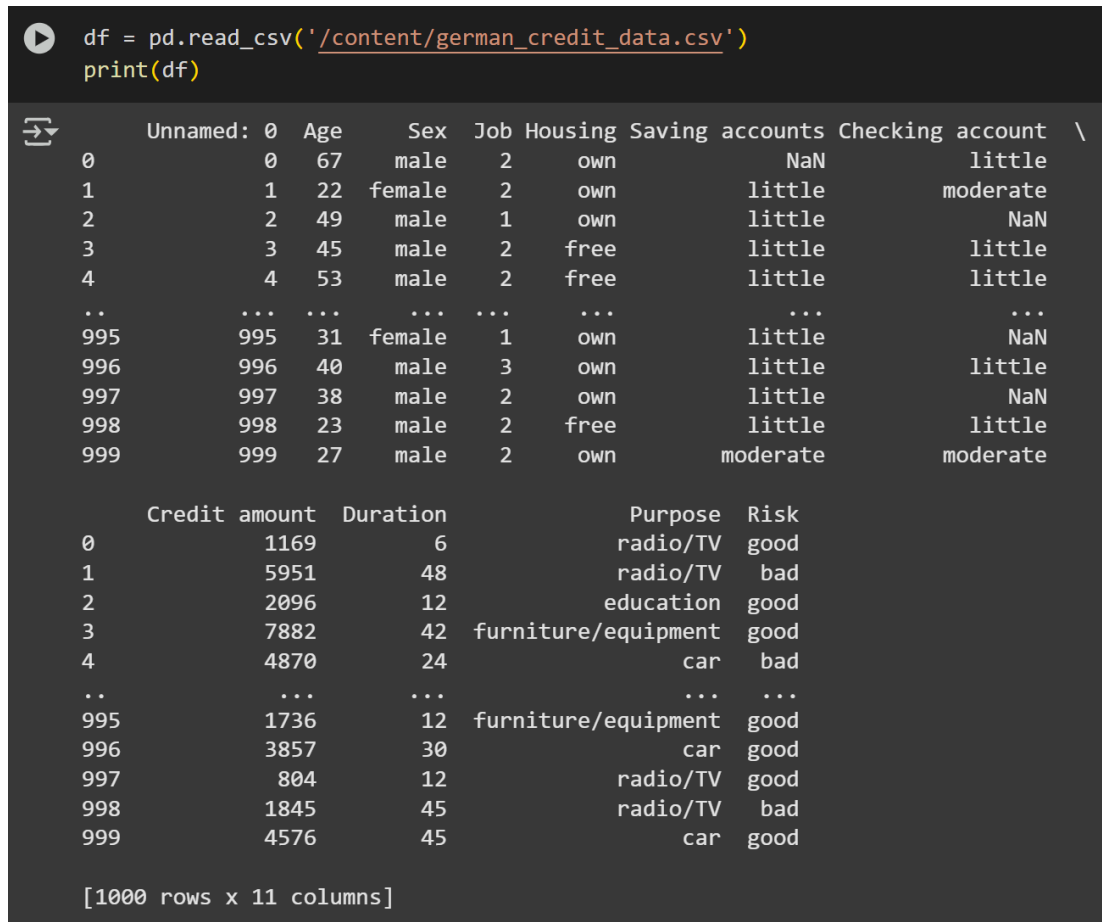 df = pd.read_csv('/content/german_credit_data.csv')
print(df)
     Unnamed: 0  Age     Sex  Job Housing Saving accounts Checking account  \
0             0   67    male    2     own             NaN           little
1             1   22  female    2     own          little         moderate
2             2   49    male    1     own          little              NaN
3             3   45    male    2    free          little           little
4             4   53    male    2    free          little           little
..          ...  ...     ...  ...     ...             ...              ...
995         995   31  female    1     own          little              NaN
996         996   40    male    3     own          little           little
997         997   38    male    2     own          little              NaN
998         998   23    male    2    free          little           little
999         999   27    male    2     own        moderate         moderate
     Credit amount  Duration              Purpose  Risk
0             1169         6             radio/TV  good
1             5951        48             radio/TV   bad
2             2096        12            education  good
3             7882        42  furniture/equipment  good
4             4870        24                  car   bad
..             ...       ...                  ...   ...
995           1736        12  furniture/equipment  good
996           3857        30                  car  good
997            804        12             radio/TV  good
998           1845        45             radio/TV   bad
999           4576        45                  car  good
[1000 rows x 11 columns]